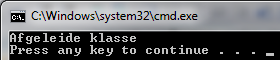 C:\Windows\system32\cmd.exe
Afgeleide klasse
Press any key to continue . . . _